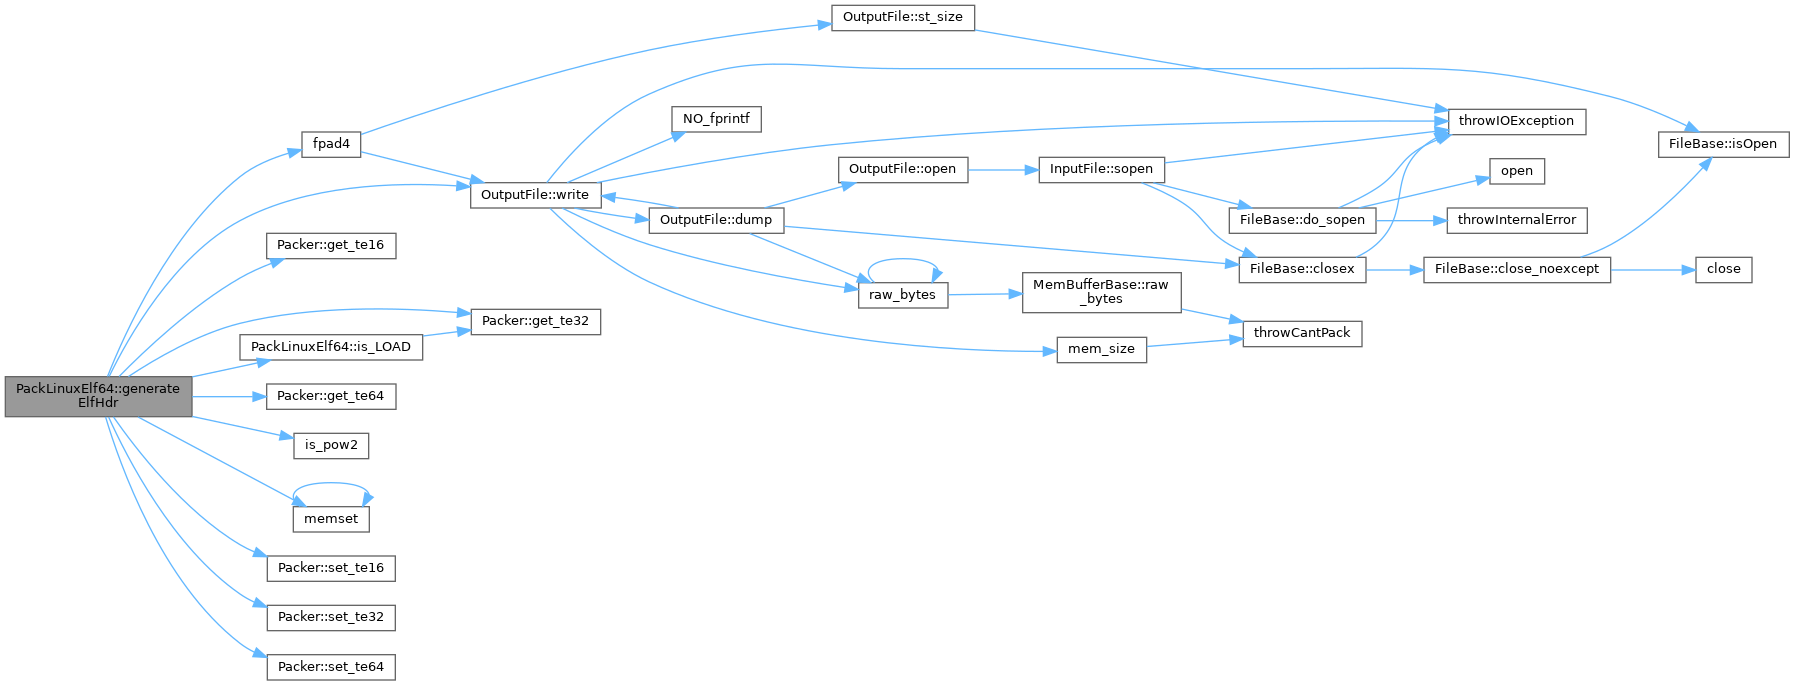 OutputFile::st_size
NO_fprintf
throwIOException
fpad4
FileBase::isOpen
OutputFile::open
InputFile::sopen
open
OutputFile::write
OutputFile::dump
FileBase::do_sopen
throwInternalError
Packer::get_te16
FileBase::closex
FileBase::close_noexcept
close
raw_bytes
MemBufferBase::raw
_bytes
Packer::get_te32
throwCantPack
PackLinuxElf64::is_LOAD
mem_size
PackLinuxElf64::generate
ElfHdr
Packer::get_te64
is_pow2
memset
Packer::set_te16
Packer::set_te32
Packer::set_te64